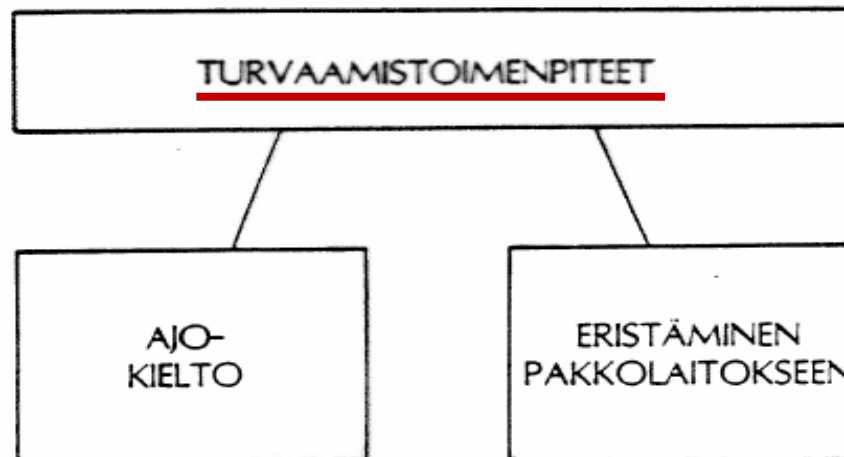 TURVAAMISTOIMENPITEET
AJO-
KIELTO
ERISTÄMINEN
PAKKOLAITOKSEEN